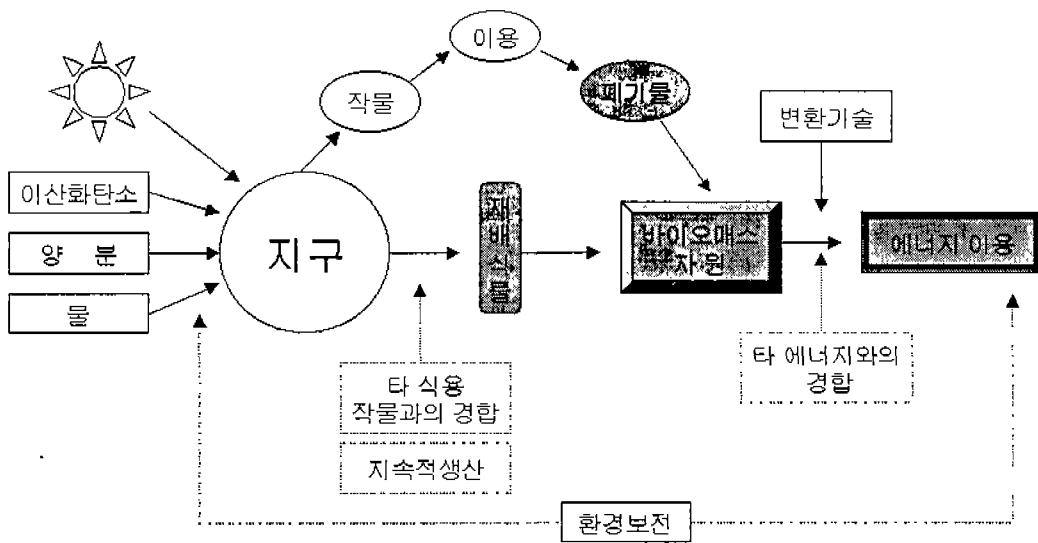 이용
작물
폐기물
변환기술
이산화탄소
양 분
물
지구
재배식물
바이오매스
자원
에너지 이용
타 식용
작물과의 경합
지속적생산
타 에너지와의
경합
환경보전